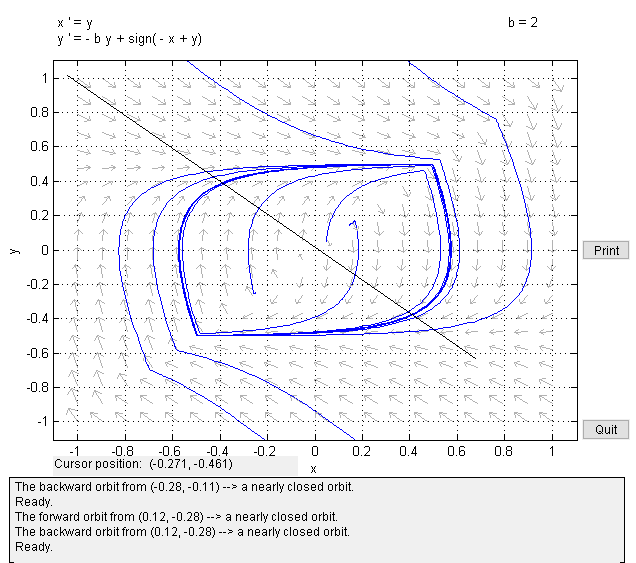 x ' = y
y ' = - b y + sign( - x + y)
b = 2
1
0.8
0.6
0.4
0.2
0
-0.2
-0.4
-0.6
-0.8
-1
y
-1 -0.8 -0.6 -0.4 -0.2 0 0.2 0.4 0.6 0.8 1
x
Print
Quit
Cursor position: (-0.271, -0.461)
The backward orbit from (-0.28, -0.11) --> a nearly closed orbit.
Ready.
The forward orbit from (0.12, -0.28) --> a nearly closed orbit.
The backward orbit from (0.12, -0.28) --> a nearly closed orbit.
Ready.